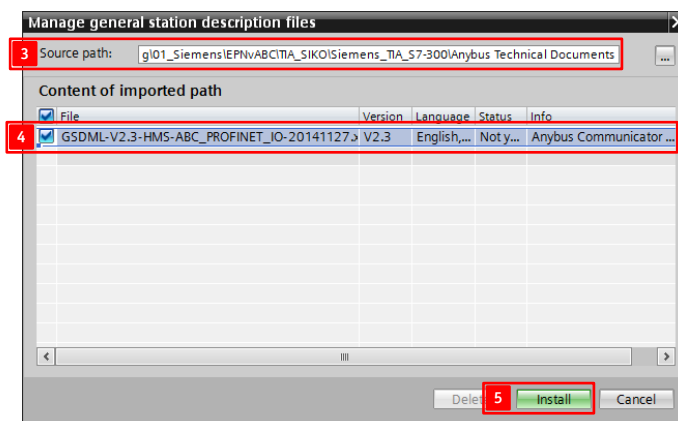 Manage general station description files
3 Source path: g\01_Siemens\EPNvABC\TIA_SIKO\Siemens_TIA_S7-300\Anybus Technical Documents ...
Content of imported path
File Version Language Status Info
4 GSDML-V2.3-HMS-ABC_PROFINET_IO-20141127.x V2.3 English,... Not y... Anybus Communicator ...
Dele 5 Install Cancel